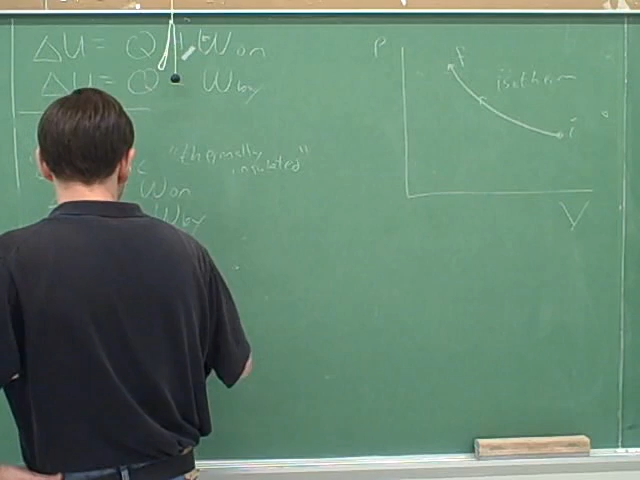 ΔU = Q + Won
ΔU = Q - Wby
"thermally insulated"
Won
Wby
P
f
isotherm
i
V